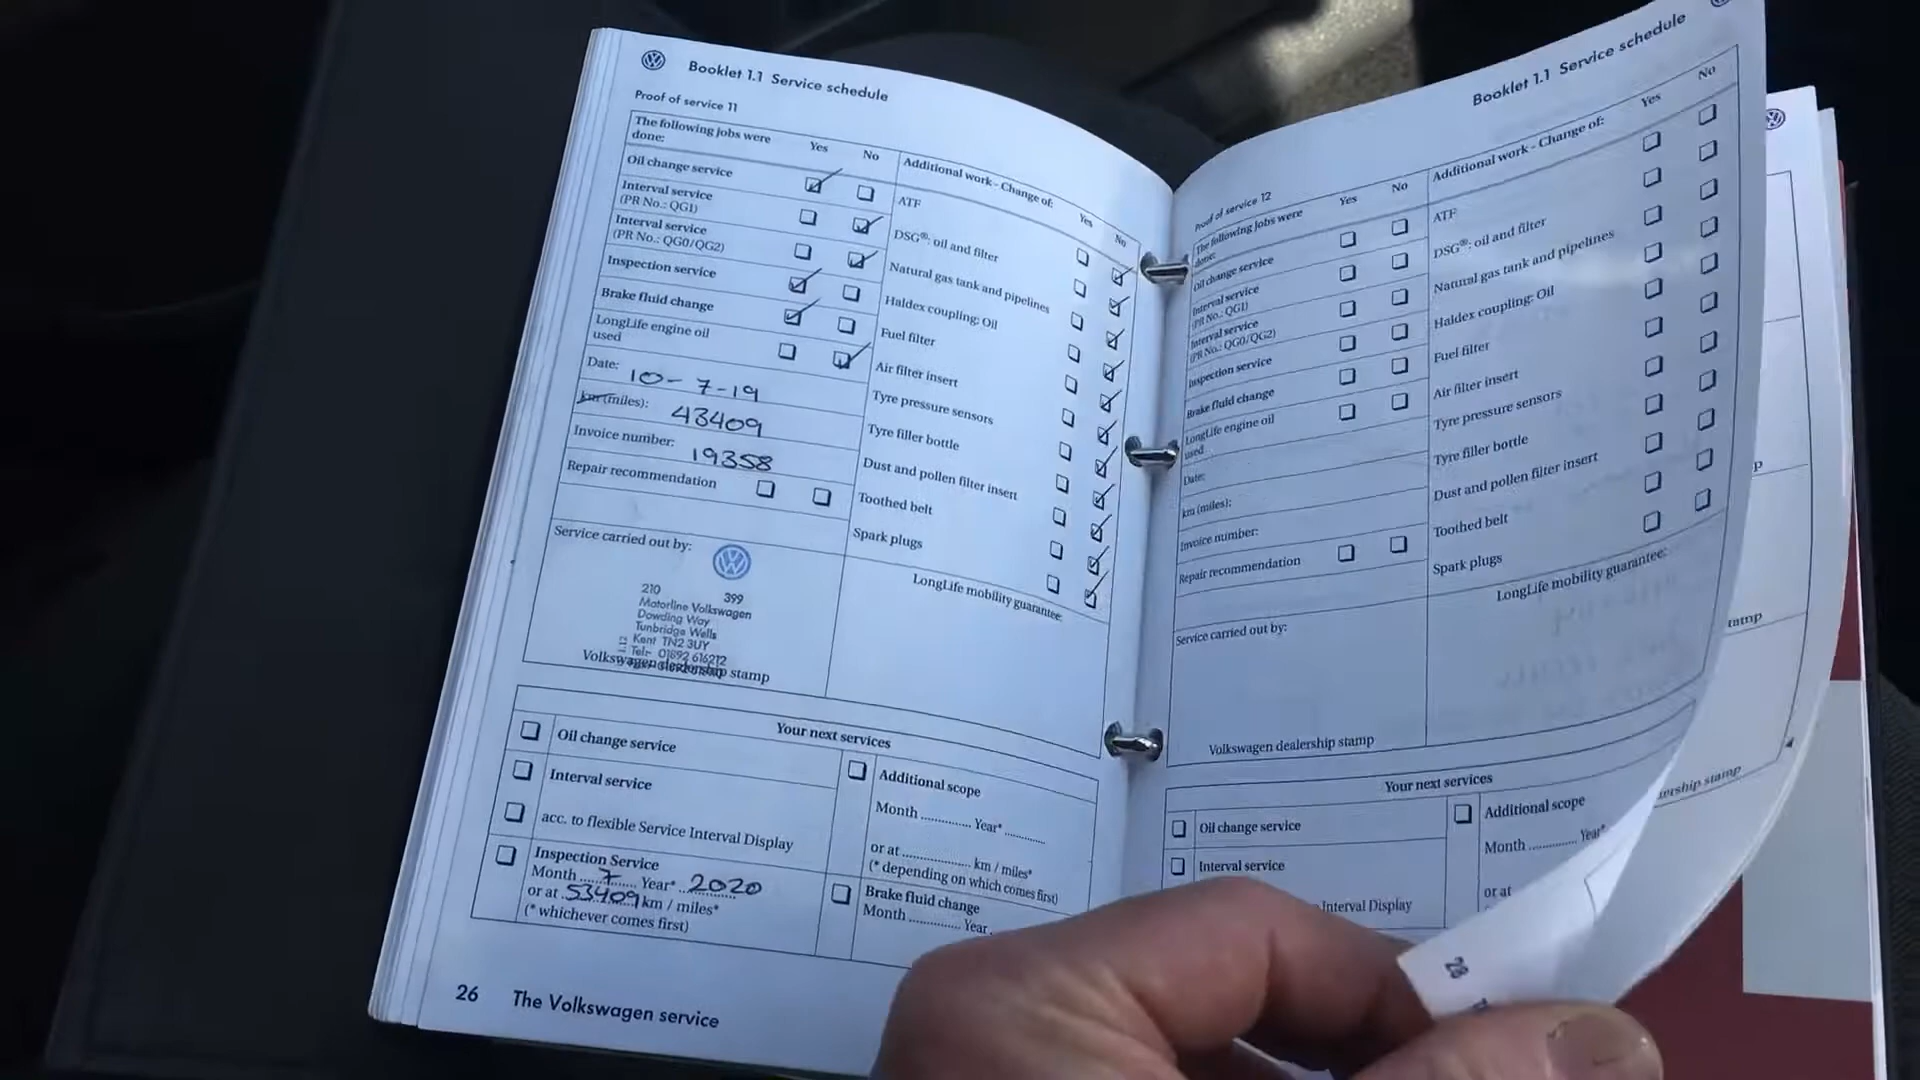 Booklet 1.1 Service schedule
Proof of service 11
The following jobs were
done:
Yes
No
Oil change service
Interval service
(PR No.: QG1)
Interval service
(PR No.: QG0/QG2)
Inspection service
Brake fluid change
LongLife engine oil
used
Date: 10-7-19
km (miles): 43409
Invoice number: 19358
Repair recommendation
Additional work - Change of:
Yes
No
ATF
DSG®: oil and filter
Natural gas tank and pipelines
Haldex coupling: Oil
Fuel filter
Air filter insert
Tyre pressure sensors
Tyre filler bottle
Dust and pollen filter insert
Toothed belt
Spark plugs
Service carried out by:
210 399
Motorline Volkswagen
Dowding Way
Tunbridge Wells
Kent TN2 3UY
Tel:- 01892 616212
Volkswagen dealership stamp
LongLife mobility guarantee:
Your next services
Oil change service
Interval service
acc. to flexible Service Interval Display
Inspection Service
Month 7 Year* 2020
or at 53409 km / miles*
(* whichever comes first)
Additional scope
Month ............... Year* ...........
or at ................... km / miles*
(* depending on which comes first)
Brake fluid change
Month ............... Year
26 The Volkswagen service
Booklet 1.1 Service schedule
Proof of service 12
The following jobs were
done:
Yes
No
Oil change service
Interval service
(PR No.: QG1)
Interval service
(PR No.: QG0/QG2)
Inspection service
Brake fluid change
LongLife engine oil
used
Date:
km (miles):
Invoice number:
Repair recommendation
Additional work - Change of:
Yes
No
ATF
DSG®: oil and filter
Natural gas tank and pipelines
Haldex coupling: Oil
Fuel filter
Air filter insert
Tyre pressure sensors
Tyre filler bottle
Dust and pollen filter insert
Toothed belt
Spark plugs
Service carried out by:
Volkswagen dealership stamp
LongLife mobility guarantee:
Your next services
Oil change service
Interval service
Interval Display
Additional scope
Month ............. Year*
or at
28
stamp